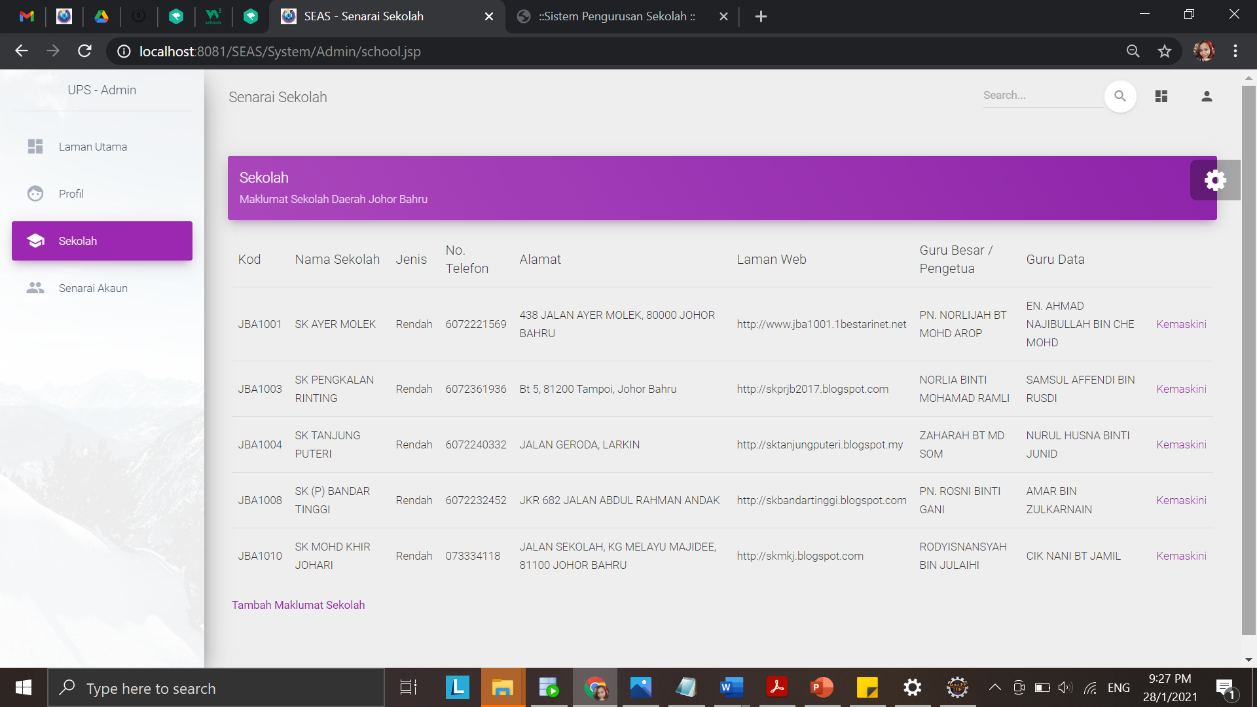 SEAS - Senarai Sekolah
::Sistem Pengurusan Sekolah ::
localhost:8081/SEAS/System/Admin/school.jsp
UPS - Admin
Laman Utama
Profil
Sekolah
Senarai Akaun
Senarai Sekolah
Search...
Sekolah
Maklumat Sekolah Daerah Johor Bahru
Kod Nama Sekolah Jenis No. Telefon Alamat Laman Web Guru Besar / Pengetua Guru Data
JBA1001 SK AYER MOLEK Rendah 6072221569 438 JALAN AYER MOLEK, 80000 JOHOR BAHRU http://www.jba1001.1bestarinet.net PN. NORLIJAH BT MOHD AROP EN. AHMAD NAJIBULLAH BIN CHE MOHD Kemaskini
JBA1003 SK PENGKALAN RINTING Rendah 6072361936 Bt 5, 81200 Tampoi, Johor Bahru http://skprjb2017.blogspot.com NORLIA BINTI MOHAMAD RAMLI SAMSUL AFFENDI BIN RUSDI Kemaskini
JBA1004 SK TANJUNG PUTERI Rendah 6072240332 JALAN GERODA, LARKIN http://sktanjungputeri.blogspot.my ZAHARAH BT MD SOM NURUL HUSNA BINTI JUNID Kemaskini
JBA1008 SK (P) BANDAR TINGGI Rendah 6072232452 JKR 682 JALAN ABDUL RAHMAN ANDAK http://skbandartinggi.blogspot.com PN. ROSNI BINTI GANI AMAR BIN ZULKARNAIN Kemaskini
JBA1010 SK MOHD KHIR JOHARI Rendah 073334118 JALAN SEKOLAH, KG MELAYU MAJIDEE, 81100 JOHOR BAHRU http://skmkj.blogspot.com RODYISNANSYAH BIN JULAIHI CIK NANI BT JAMIL Kemaskini
Tambah Maklumat Sekolah
Type here to search
L
ENG
9:27 PM
28/1/2021
1